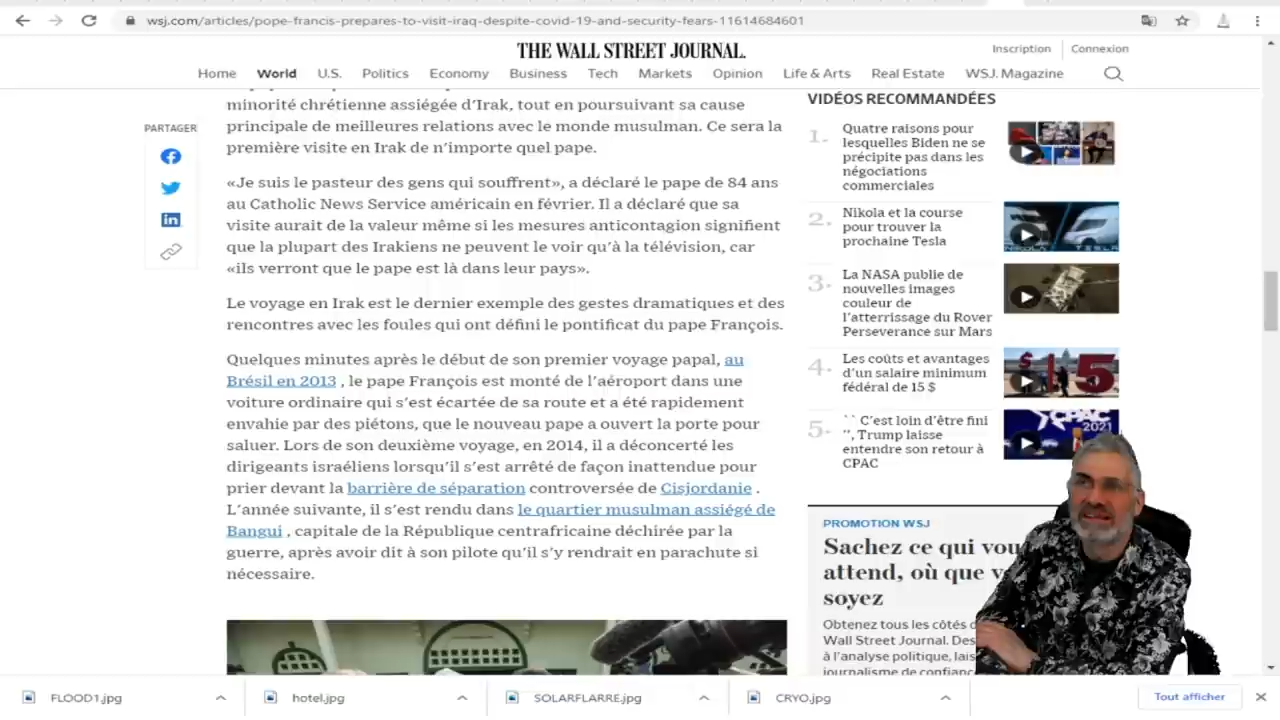 wsj.com/articles/pope-francis-prepares-to-visit-iraq-despite-covid-19-and-security-fears-11614684601
THE WALL STREET JOURNAL.
Inscription Connexion
Home World U.S. Politics Economy Business Tech Markets Opinion Life & Arts Real Estate WSJ. Magazine
PARTAGER
minorité chrétienne assiégée d'Irak, tout en poursuivant sa cause
principale de meilleures relations avec le monde musulman. Ce sera la
première visite en Irak de n'importe quel pape.
«Je suis le pasteur des gens qui souffrent», a déclaré le pape de 84 ans
au Catholic News Service américain en février. Il a déclaré que sa
visite aurait de la valeur même si les mesures anticontagion signifient
que la plupart des Irakiens ne peuvent le voir qu'à la télévision, car
«ils verront que le pape est là dans leur pays».
Le voyage en Irak est le dernier exemple des gestes dramatiques et des
rencontres avec les foules qui ont défini le pontificat du pape François.
Quelques minutes après le début de son premier voyage papal, au
Brésil en 2013 , le pape François est monté de l'aéroport dans une
voiture ordinaire qui s'est écartée de sa route et a été rapidement
envahie par des piétons, que le nouveau pape a ouvert la porte pour
saluer. Lors de son deuxième voyage, en 2014, il a déconcerté les
dirigeants israéliens lorsqu'il s'est arrêté de façon inattendue pour
prier devant la barrière de séparation controversée de Cisjordanie .
L'année suivante, il s'est rendu dans le quartier musulman assiégé de
Bangui , capitale de la République centrafricaine déchirée par la
guerre, après avoir dit à son pilote qu'il s'y rendrait en parachute si
nécessaire.
VIDÉOS RECOMMANDÉES
1. Quatre raisons pour
lesquelles Biden ne se
précipite pas dans les
négociations
commerciales
2. Nikola et la course
pour trouver la
prochaine Tesla
NIKOLA TESLA
3. La NASA publie de
nouvelles images
couleur de
l'atterrissage du Rover
Perseverance sur Mars
4. Les coûts et avantages
d'un salaire minimum
fédéral de 15 $
$15
5. `` C'est loin d'être fini
'', Trump laisse
entendre son retour à
CPAC
CPAC
2021
PROMOTION WSJ
Sachez ce qui vou
attend, où que v
soyez
Obtenez tous les côtés d
Wall Street Journal. Des
à l'analyse politique, lais
journalisme de confianc
FLOOD1.jpg hotel.jpg SOLARFLARRE.jpg CRYO.jpg Tout afficher